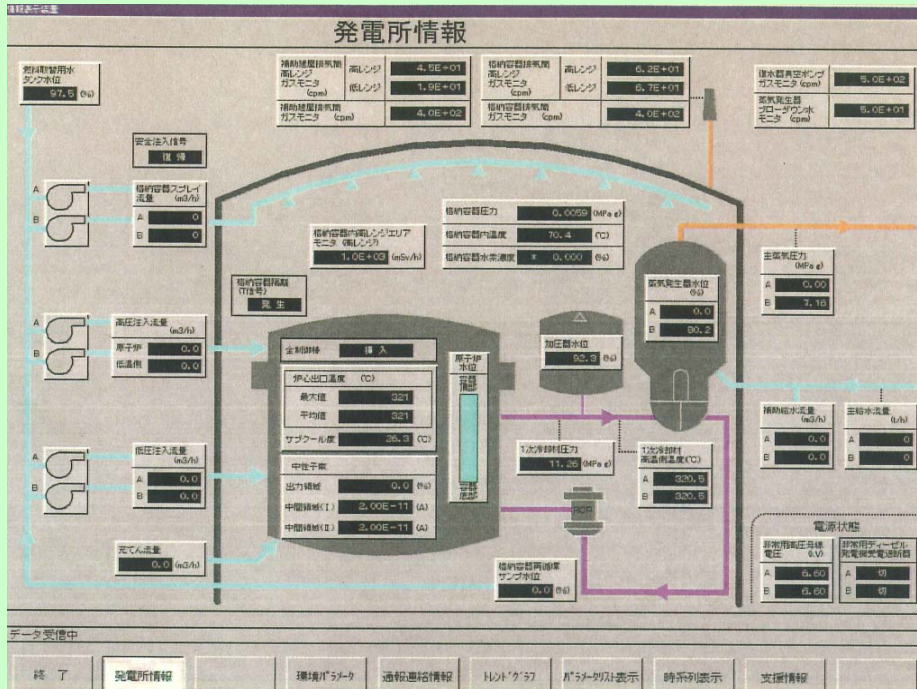 情報表示装置
発電所情報
燃料取替用水
タンク水位
97.5 (%)
補助建屋排気筒
高レンジ
ガスモニタ
(cpm)
高レンジ 4.5E+01
低レンジ 1.9E+01
補助建屋排気筒
ガスモニタ (cpm) 4.0E+02
格納容器排気筒
高レンジ
ガスモニタ
(cpm)
高レンジ 6.2E+01
低レンジ 6.7E+01
格納容器排気筒
ガスモニタ (cpm) 4.0E+02
復水器真空ポンプ
ガスモニタ (cpm) 5.0E+02
蒸気発生器
ブローダウン水
モニタ (cpm) 5.0E+01
安全注入信号
復帰
A
B
格納容器スプレイ
流量 (m3/h)
A 0
B 0
格納容器内高レンジエリア
モニタ (高レンジ)
1.0E+03 (mSv/h)
格納容器圧力 0.0059 (MPa g)
格納容器内温度 70.4 (℃)
格納容器水素濃度 * 0.000 (%)
蒸気発生器水位
(%)
A 0.0
B 80.2
主蒸気圧力
(MPa g)
A 0.00
B 7.16
格納容器隔離
(T信号)
発生
A
B
高圧注入流量
(m3/h)
原子炉 0.0
低温側 0.0
全制御棒 挿入
炉心出口温度 (℃)
最大値 321
平均値 321
サブクール度 26.3 (℃)
中性子束
出力領域 0.0 (%)
中間領域(Ⅰ) 2.00E-11 (A)
中間領域(Ⅱ) 2.00E-11 (A)
原子炉
水位
容器
頂部
容器
底部
加圧器水位
92.3 (%)
1次冷却材圧力
11.26 (MPa g)
1次冷却材
高温側温度(℃)
A 320.5
B 320.5
RCP
補助給水流量
(m3/h)
A 0.0
B 0.0
主給水流量
(t/h)
A 0
B 0
A
B
低圧注入流量
(m3/h)
A 0.0
B 0.0
充てん流量
0.0 (m3/h)
格納容器再循環
サンプ水位
0.0 (%)
電源状態
非常用高圧母線
電圧 (kV)
A 6.60
B 6.60
非常用ディーゼル
発電機受電遮断器
A 切
B 切
データ受信中
終了
発電所情報
環境パラメータ
通報連絡情報
トレンドグラフ
パラメータリスト表示
時系列表示
支援情報